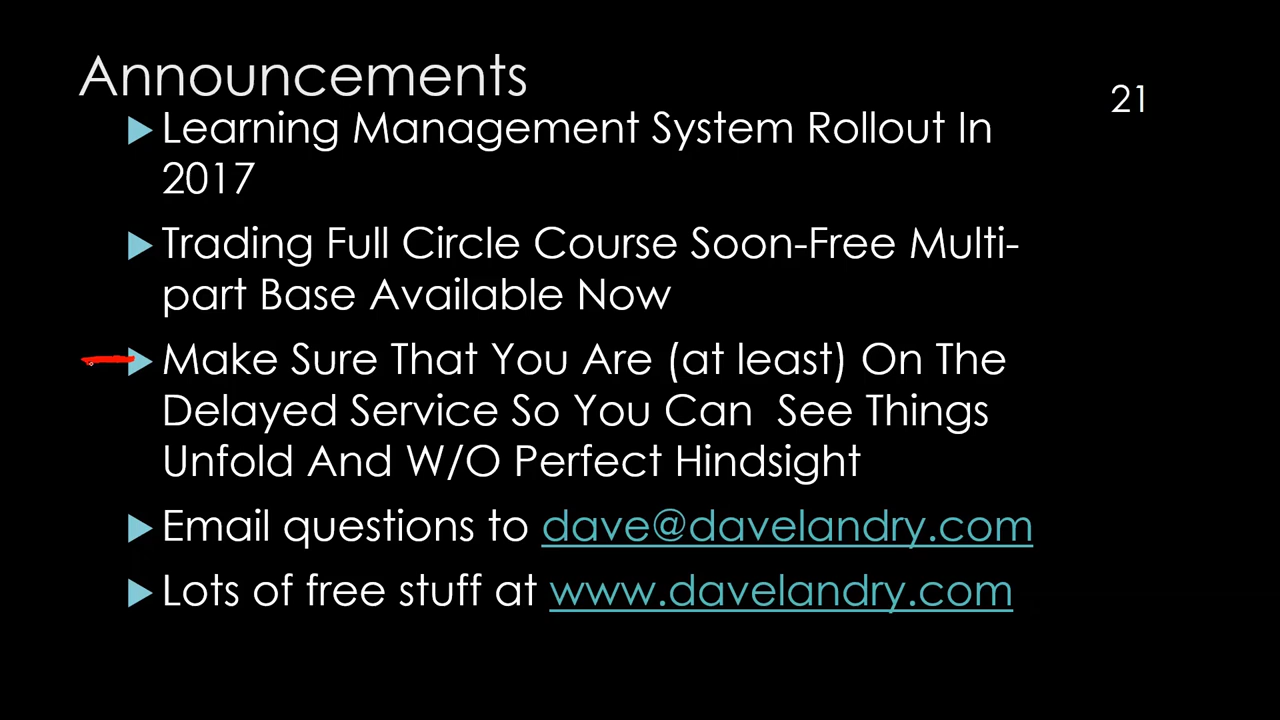 Announcements
21
Learning Management System Rollout In
2017
Trading Full Circle Course Soon-Free Multi-
part Base Available Now
Make Sure That You Are (at least) On The
Delayed Service So You Can  See Things
Unfold And W/O Perfect Hindsight
Email questions to dave@davelandry.com
Lots of free stuff at www.davelandry.com